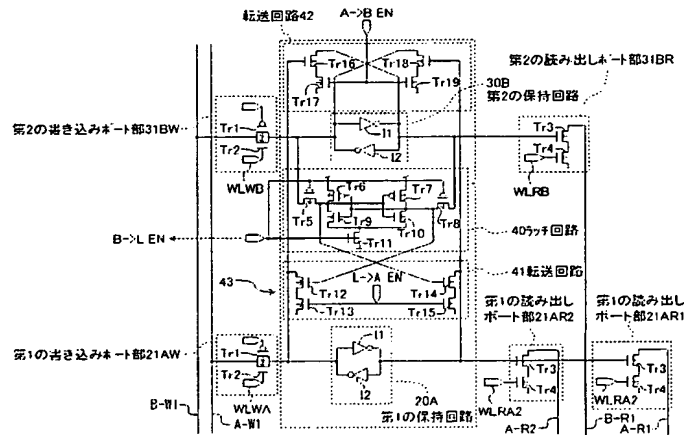 転送回路42
A->B EN
第2の読み出しポート部31BR
Tr16
Tr18
Tr17
Tr19
30B
第2の保持回路
第2の書き込みポート部31BW
Tr1
Tr2
I1
I2
Tr3
Tr4
WLWB
WLRB
Tr6
Tr7
Tr5
Tr9
Tr10
Tr8
Tr11
B->L EN
40ラッチ回路
L->A EN
41転送回路
43
Tr12
Tr14
Tr13
Tr15
第1の読み出し
ポート部21AR2
第1の読み出し
ポート部21AR1
第1の書き込みポート部21AW
Tr1
Tr2
I1
I2
Tr3
Tr4
Tr3
Tr4
WLWA
20A
第1の保持回路
WLRA2
WLRA2
B-W1
A-W1
A-R2
B-R1
A-R1